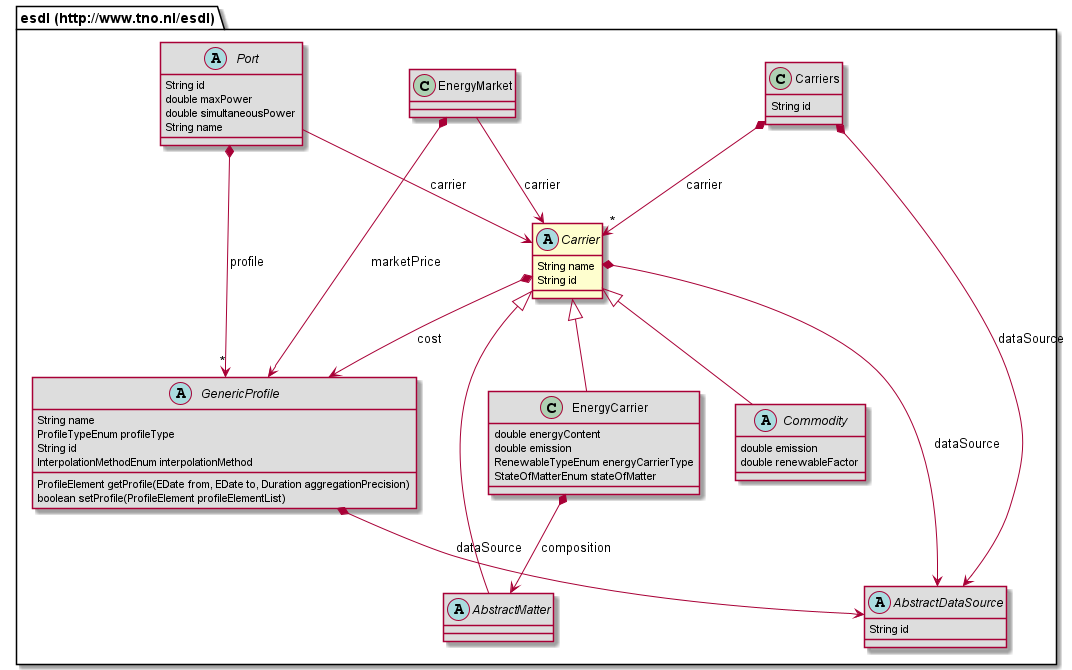 esdl (http://www.tno.nl/esdl)
A Port
String id
double maxPower
double simultaneousPower
String name
C EnergyMarket
C Carriers
String id
carrier
carrier
carrier
*
A Carrier
String name
String id
profile
marketPrice
cost
dataSource
*
A GenericProfile
String name
ProfileTypeEnum profileType
String id
InterpolationMethodEnum interpolationMethod
ProfileElement getProfile(EDate from, EDate to, Duration aggregationPrecision)
boolean setProfile(ProfileElement profileElementList)
C EnergyCarrier
double energyContent
double emission
RenewableTypeEnum energyCarrierType
StateOfMatterEnum stateOfMatter
A Commodity
double emission
double renewableFactor
dataSource
dataSource
composition
A AbstractMatter
A AbstractDataSource
String id